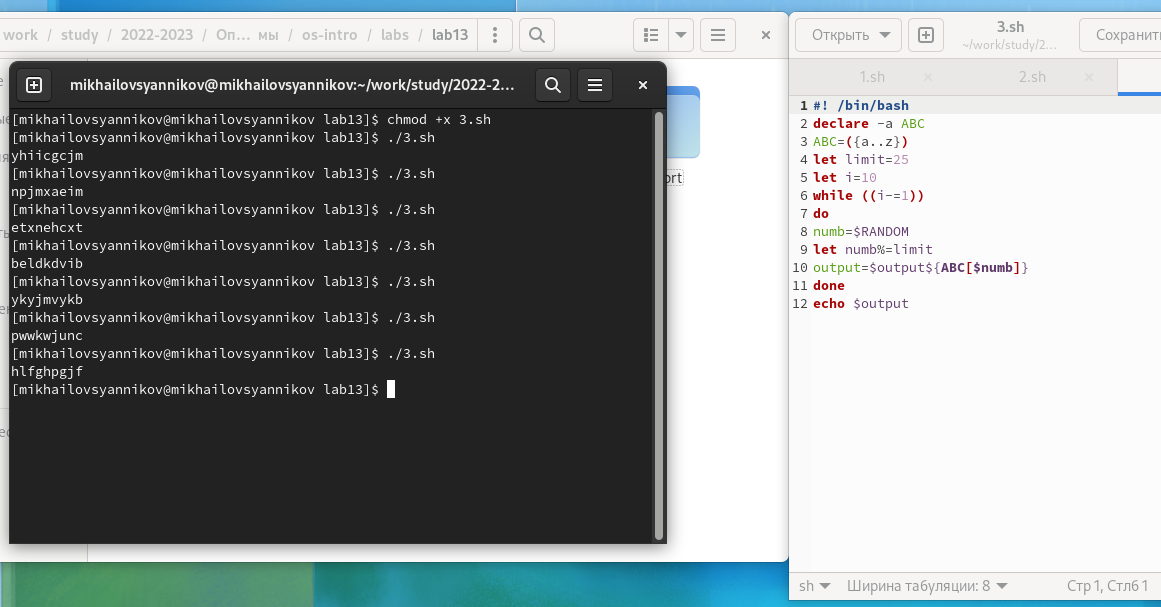 work / study / 2022-2023 / Оп… мы / os-intro / labs / lab13
mikhailovsyannikov@mikhailovsyannikov:~/work/study/2022-2…
[mikhailovsyannikov@mikhailovsyannikov lab13]$ chmod +x 3.sh
[mikhailovsyannikov@mikhailovsyannikov lab13]$ ./3.sh
yhiicgcjm
[mikhailovsyannikov@mikhailovsyannikov lab13]$ ./3.sh
npjmxaeim
[mikhailovsyannikov@mikhailovsyannikov lab13]$ ./3.sh
etxnehcxt
[mikhailovsyannikov@mikhailovsyannikov lab13]$ ./3.sh
beldkdvib
[mikhailovsyannikov@mikhailovsyannikov lab13]$ ./3.sh
ykyjmvykb
[mikhailovsyannikov@mikhailovsyannikov lab13]$ ./3.sh
pwwkwjunc
[mikhailovsyannikov@mikhailovsyannikov lab13]$ ./3.sh
hlfghpgjf
[mikhailovsyannikov@mikhailovsyannikov lab13]$
ort
Открыть
3.sh
~/work/study/2…
Сохранит
1.sh
2.sh
1 #! /bin/bash
2 declare -a ABC
3 ABC=({a..z})
4 let limit=25
5 let i=10
6 while ((i-=1))
7 do
8 numb=$RANDOM
9 let numb%=limit
10 output=$output${ABC[$numb]}
11 done
12 echo $output
sh
Ширина табуляции: 8
Стр 1, Стлб 1